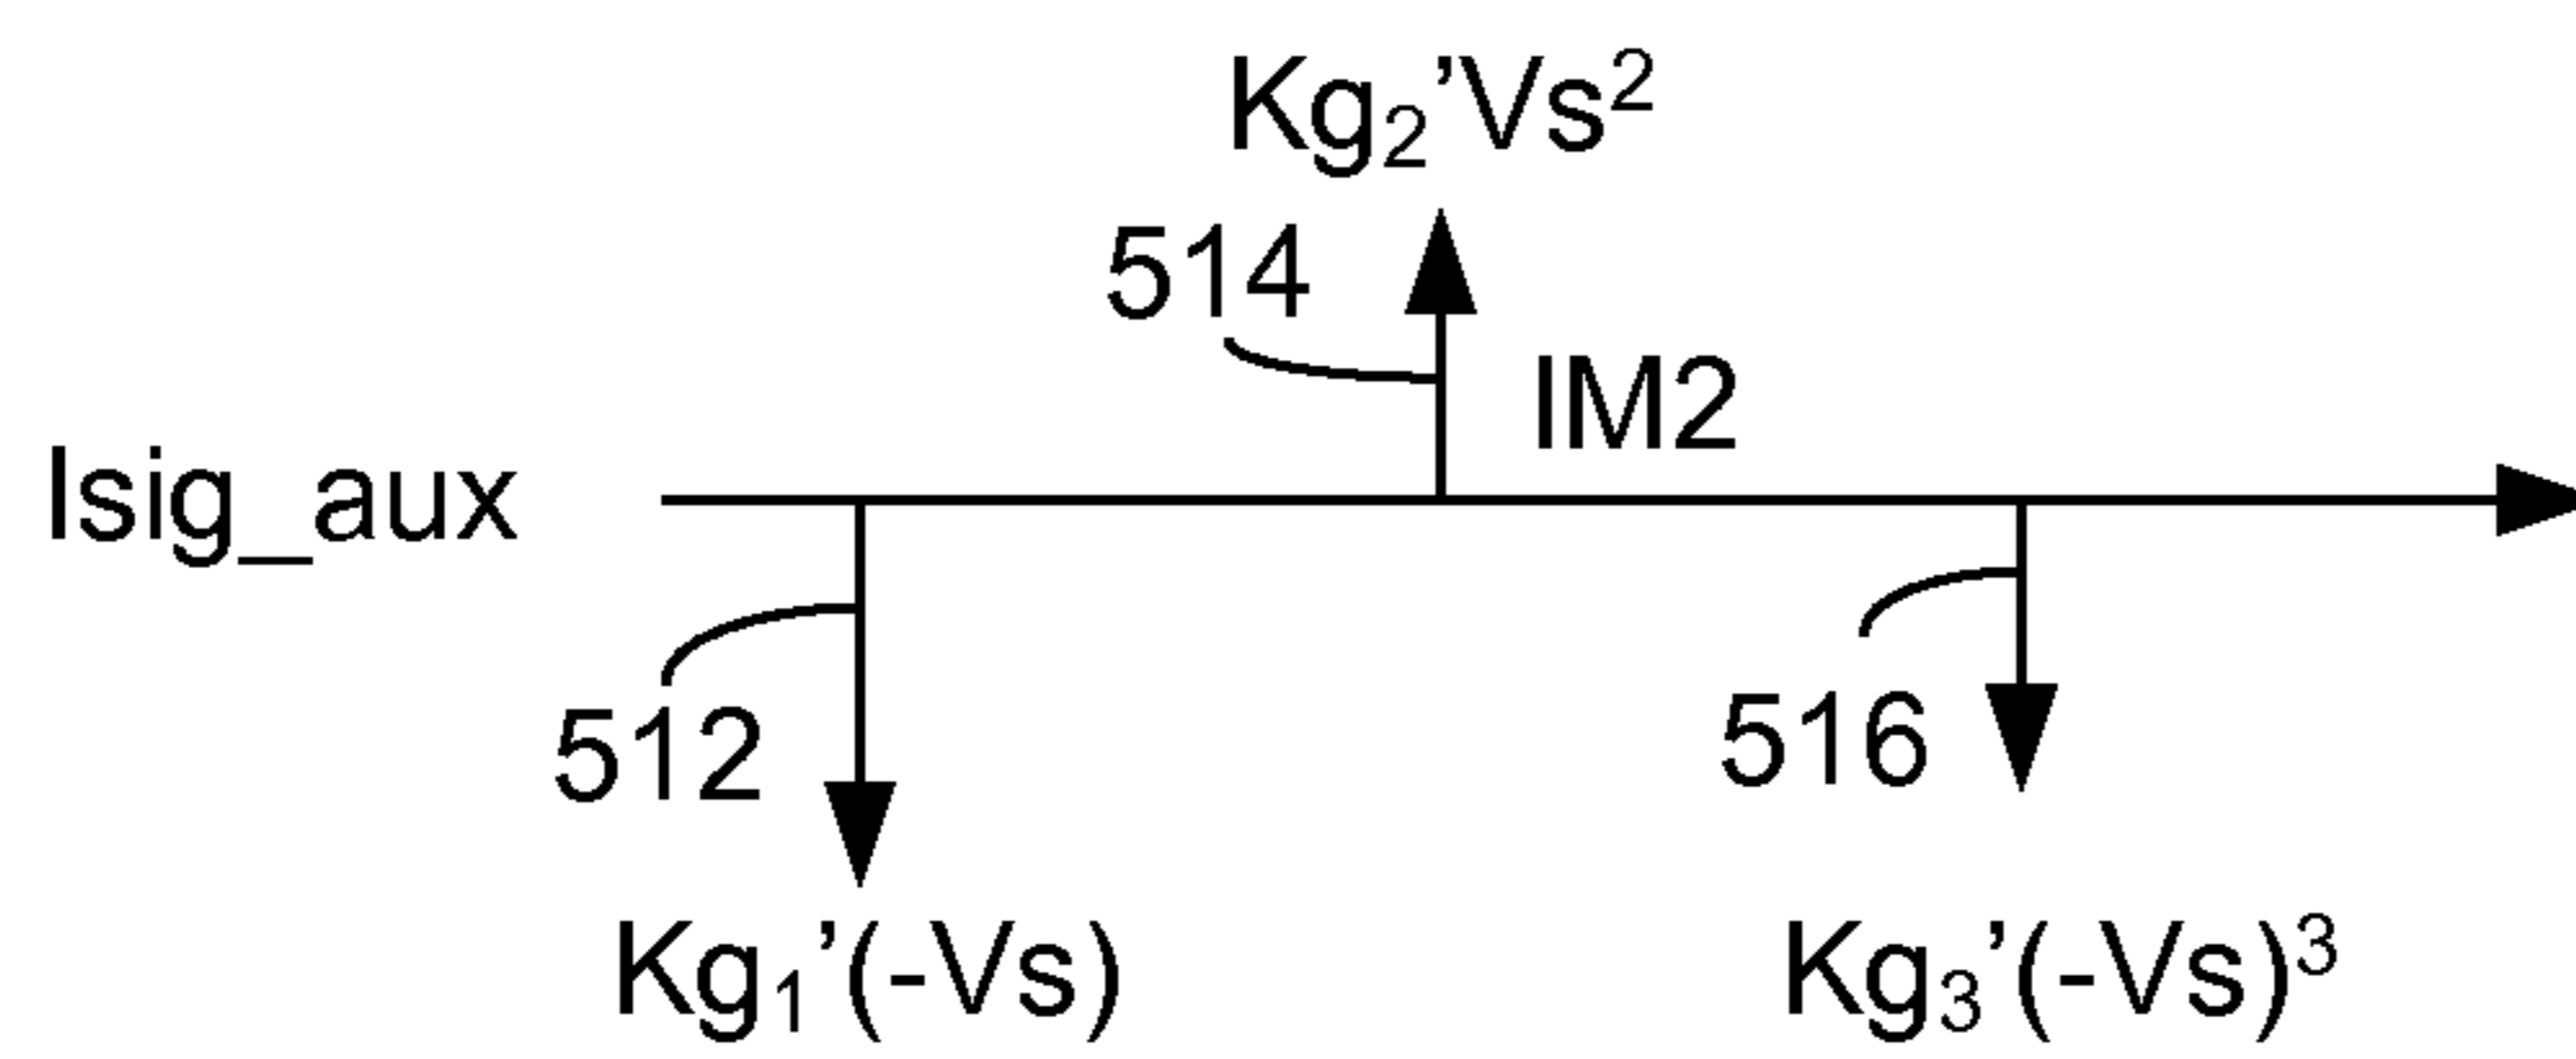 Kg₂’Vs²
514
IM2
Isig_aux
512
516
Kg₁’(-Vs)
Kg₃’(-Vs)³